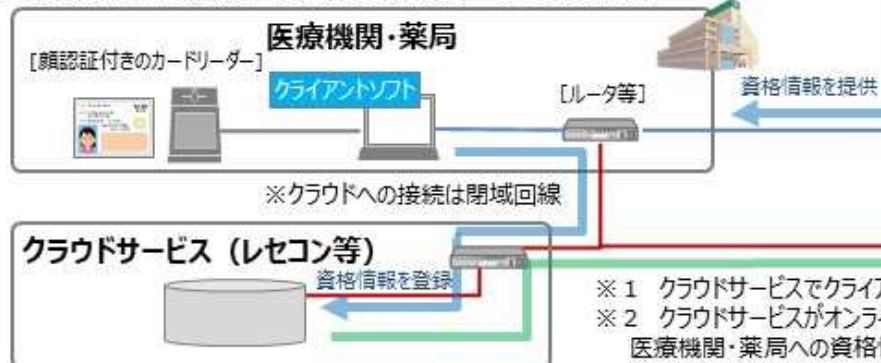 医療機関・薬局
[顔認証付きのカードリーダー]
クライアントソフト
[ルータ等]
資格情報を提供
※クラウドへの接続は閉域回線
クラウドサービス（レセコン等）
資格情報を登録
※１　クラウドサービスでクライア
※２　クラウドサービスがオンライ
医療機関・薬局への資格情